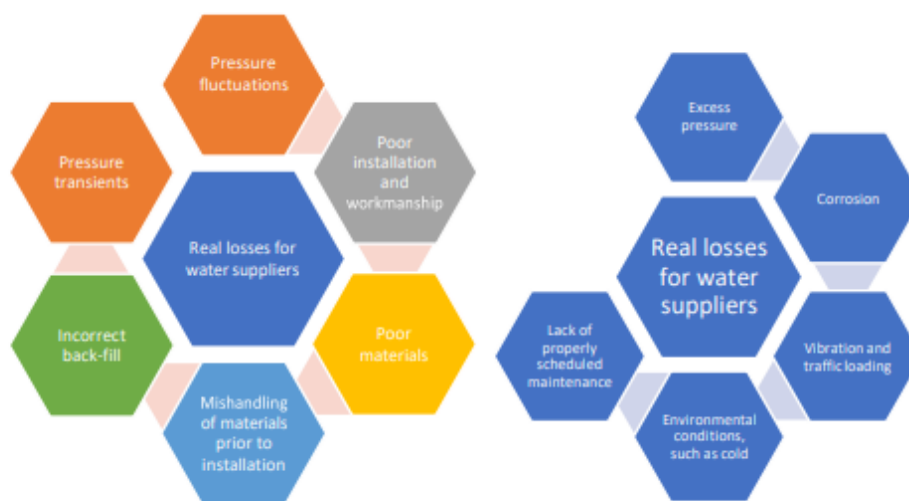 Pressure
fluctuations
Poor
installation
and
workmanship
Poor
materials
Mishandling
of materials
prior to
installation
Incorrect
back-fill
Pressure
transients
Real losses for
water suppliers
Excess
pressure
Corrosion
Vibration and
traffic loading
Environmental
conditions,
such as cold
Lack of
properly
scheduled
maintenance
Real losses
for water
suppliers